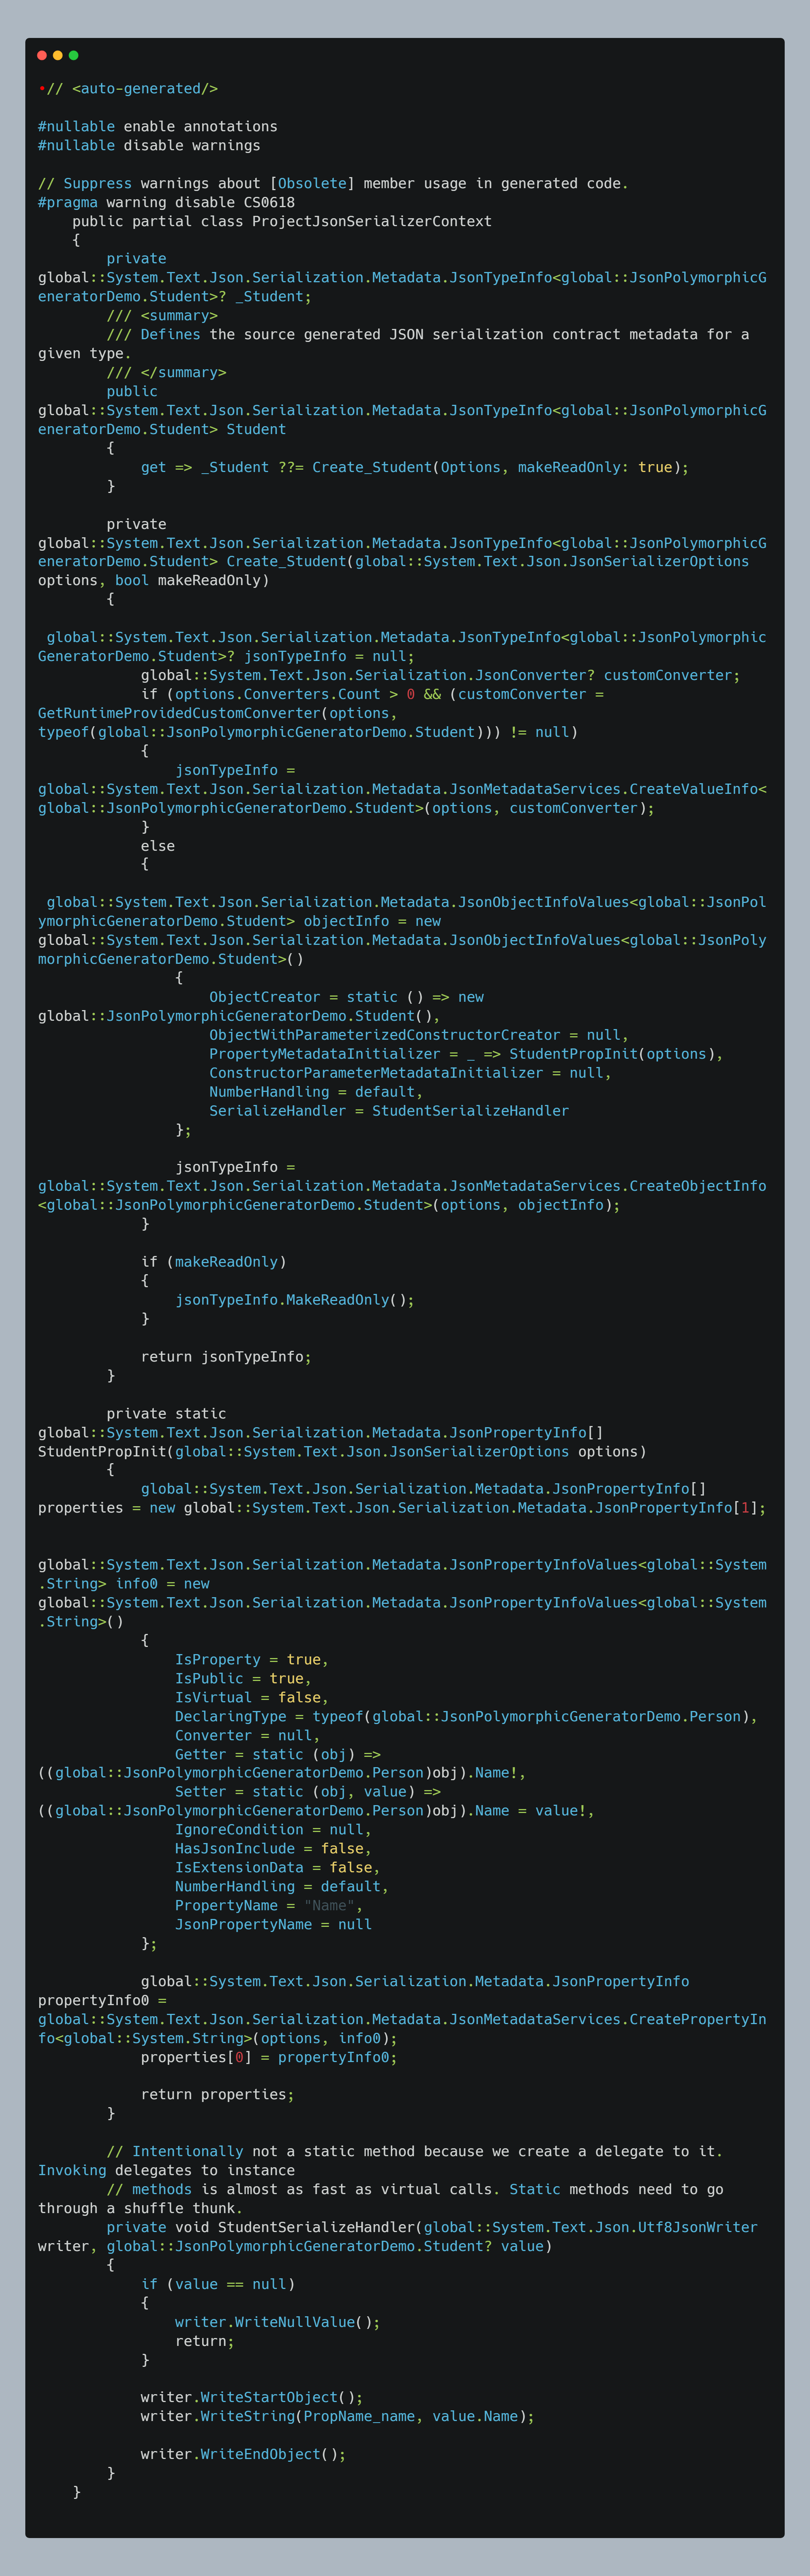 •// <auto-generated/>
#nullable enable annotations
#nullable disable warnings
// Suppress warnings about [Obsolete] member usage in generated code.
#pragma warning disable CS0618
public partial class ProjectJsonSerializerContext
{
private
global::System.Text.Json.Serialization.Metadata.JsonTypeInfo<global::JsonPolymorphicG
eneratorDemo.Student>? _Student;
/// <summary>
/// Defines the source generated JSON serialization contract metadata for a
given type.
/// </summary>
public
global::System.Text.Json.Serialization.Metadata.JsonTypeInfo<global::JsonPolymorphicG
eneratorDemo.Student> Student
{
get => _Student ??= Create_Student(Options, makeReadOnly: true);
}
private
global::System.Text.Json.Serialization.Metadata.JsonTypeInfo<global::JsonPolymorphicG
eneratorDemo.Student> Create_Student(global::System.Text.Json.JsonSerializerOptions
options, bool makeReadOnly)
{
global::System.Text.Json.Serialization.Metadata.JsonTypeInfo<global::JsonPolymorphic
GeneratorDemo.Student>? jsonTypeInfo = null;
global::System.Text.Json.Serialization.JsonConverter? customConverter;
if (options.Converters.Count > 0 && (customConverter =
GetRuntimeProvidedCustomConverter(options,
typeof(global::JsonPolymorphicGeneratorDemo.Student))) != null)
{
jsonTypeInfo =
global::System.Text.Json.Serialization.Metadata.JsonMetadataServices.CreateValueInfo<
global::JsonPolymorphicGeneratorDemo.Student>(options, customConverter);
}
else
{
global::System.Text.Json.Serialization.Metadata.JsonObjectInfoValues<global::JsonPol
ymorphicGeneratorDemo.Student> objectInfo = new
global::System.Text.Json.Serialization.Metadata.JsonObjectInfoValues<global::JsonPoly
morphicGeneratorDemo.Student>()
{
ObjectCreator = static () => new
global::JsonPolymorphicGeneratorDemo.Student(),
ObjectWithParameterizedConstructorCreator = null,
PropertyMetadataInitializer = _ => StudentPropInit(options),
ConstructorParameterMetadataInitializer = null,
NumberHandling = default,
SerializeHandler = StudentSerializeHandler
};
jsonTypeInfo =
global::System.Text.Json.Serialization.Metadata.JsonMetadataServices.CreateObjectInfo
<global::JsonPolymorphicGeneratorDemo.Student>(options, objectInfo);
}
if (makeReadOnly)
{
jsonTypeInfo.MakeReadOnly();
}
return jsonTypeInfo;
}
private static
global::System.Text.Json.Serialization.Metadata.JsonPropertyInfo[]
StudentPropInit(global::System.Text.Json.JsonSerializerOptions options)
{
global::System.Text.Json.Serialization.Metadata.JsonPropertyInfo[]
properties = new global::System.Text.Json.Serialization.Metadata.JsonPropertyInfo[1];
global::System.Text.Json.Serialization.Metadata.JsonPropertyInfoValues<global::System
.String> info0 = new
global::System.Text.Json.Serialization.Metadata.JsonPropertyInfoValues<global::System
.String>()
{
IsProperty = true,
IsPublic = true,
IsVirtual = false,
DeclaringType = typeof(global::JsonPolymorphicGeneratorDemo.Person),
Converter = null,
Getter = static (obj) =>
((global::JsonPolymorphicGeneratorDemo.Person)obj).Name!,
Setter = static (obj, value) =>
((global::JsonPolymorphicGeneratorDemo.Person)obj).Name = value!,
IgnoreCondition = null,
HasJsonInclude = false,
IsExtensionData = false,
NumberHandling = default,
PropertyName = "Name",
JsonPropertyName = null
};
global::System.Text.Json.Serialization.Metadata.JsonPropertyInfo
propertyInfo0 =
global::System.Text.Json.Serialization.Metadata.JsonMetadataServices.CreatePropertyIn
fo<global::System.String>(options, info0);
properties[0] = propertyInfo0;
return properties;
}
// Intentionally not a static method because we create a delegate to it.
Invoking delegates to instance
// methods is almost as fast as virtual calls. Static methods need to go
through a shuffle thunk.
private void StudentSerializeHandler(global::System.Text.Json.Utf8JsonWriter
writer, global::JsonPolymorphicGeneratorDemo.Student? value)
{
if (value == null)
{
writer.WriteNullValue();
return;
}
writer.WriteStartObject();
writer.WriteString(PropName_name, value.Name);
writer.WriteEndObject();
}
}